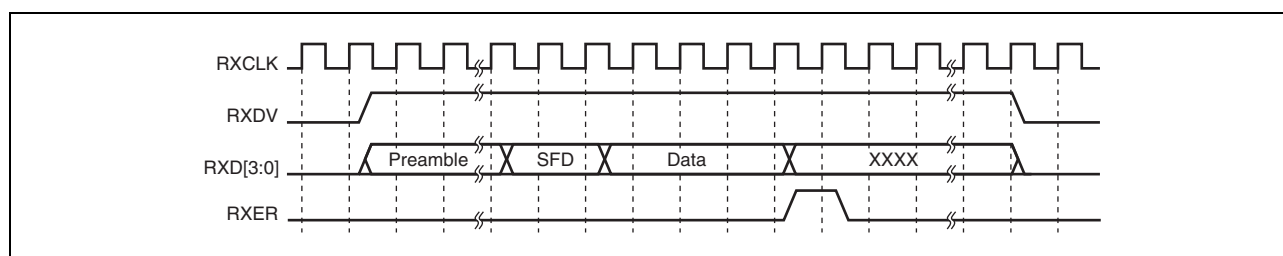 RXCLK
RXDV
RXD[3:0]
Preamble SFD Data XXXX
RXER